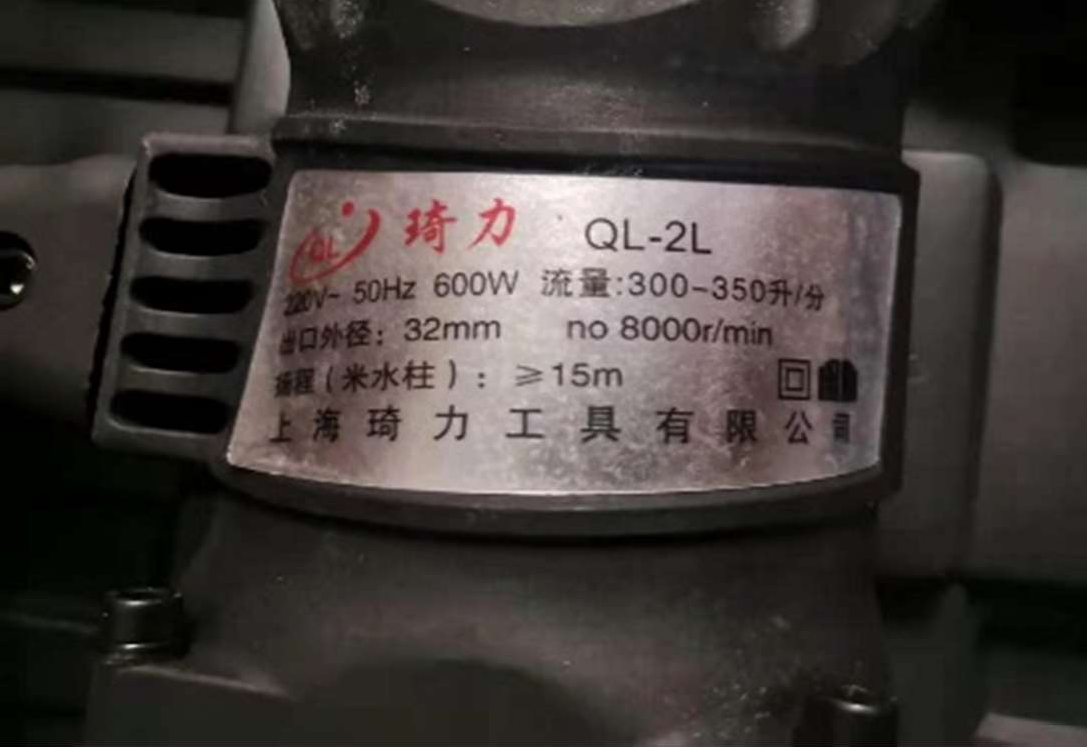 QL 琦力 QL-2L
220V~ 50Hz 600W 流量:300-350升/分
出口外径：32mm no 8000r/min
扬程(米水柱)：≥15m
上海琦力工具有限公司